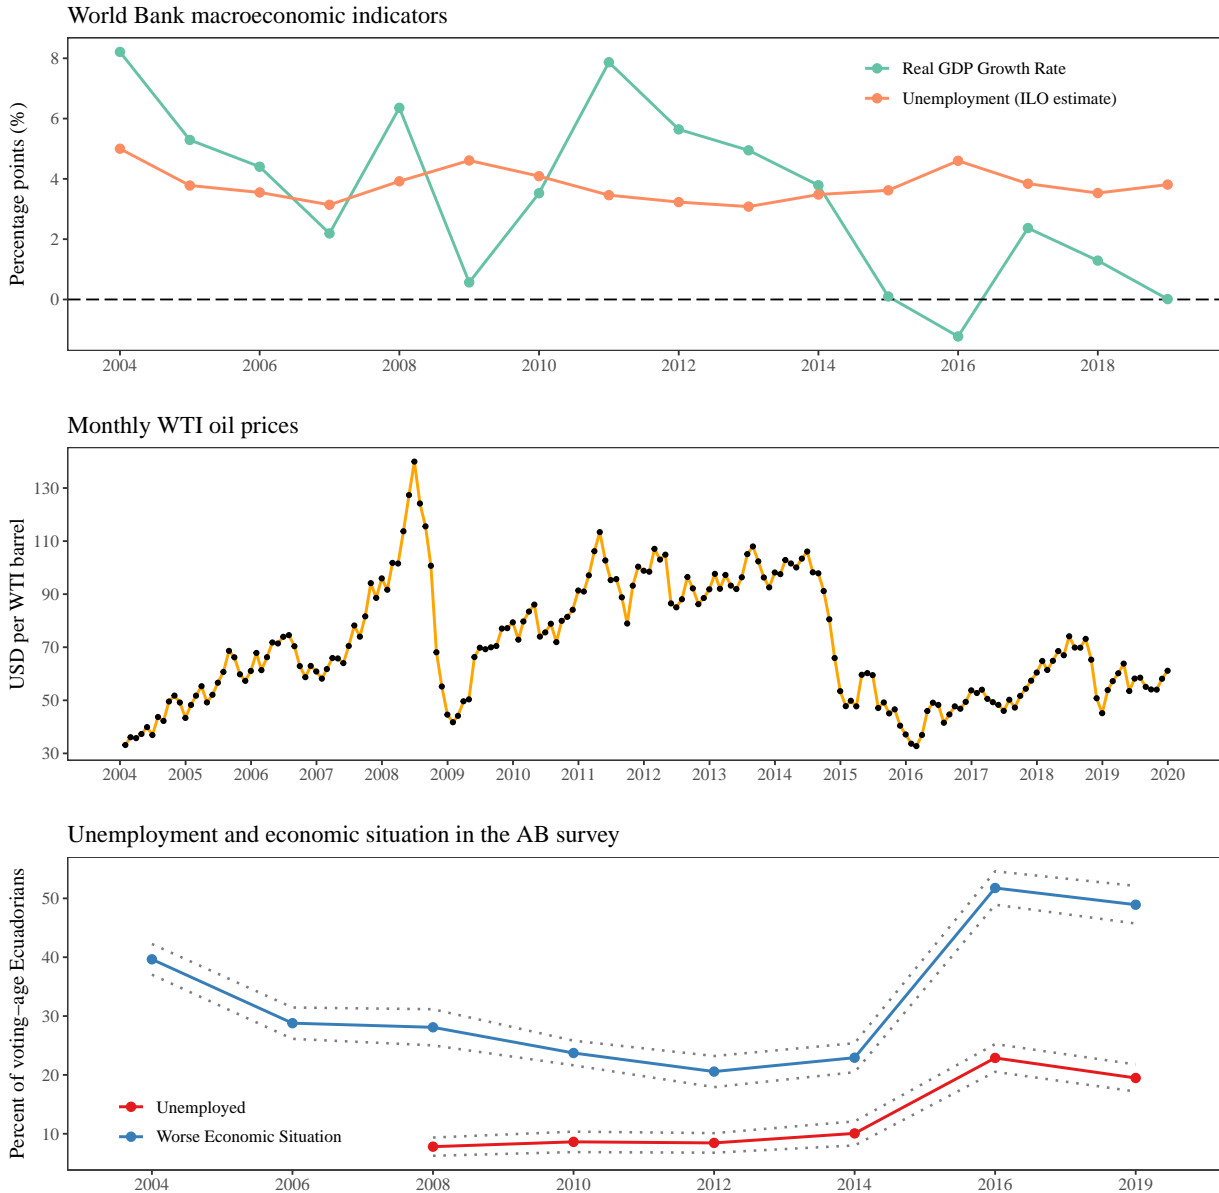 World Bank macroeconomic indicators
Percentage points (%)
8
6
4
2
0
Real GDP Growth Rate
Unemployment (ILO estimate)
2004 2006 2008 2010 2012 2014 2016 2018
Monthly WTI oil prices
USD per WTI barrel
130
110
90
70
50
30
2004 2005 2006 2007 2008 2009 2010 2011 2012 2013 2014 2015 2016 2017 2018 2019 2020
Unemployment and economic situation in the AB survey
Percent of voting−age Ecuadorians
50
40
30
20
10
Unemployed
Worse Economic Situation
2004 2006 2008 2010 2012 2014 2016 2019